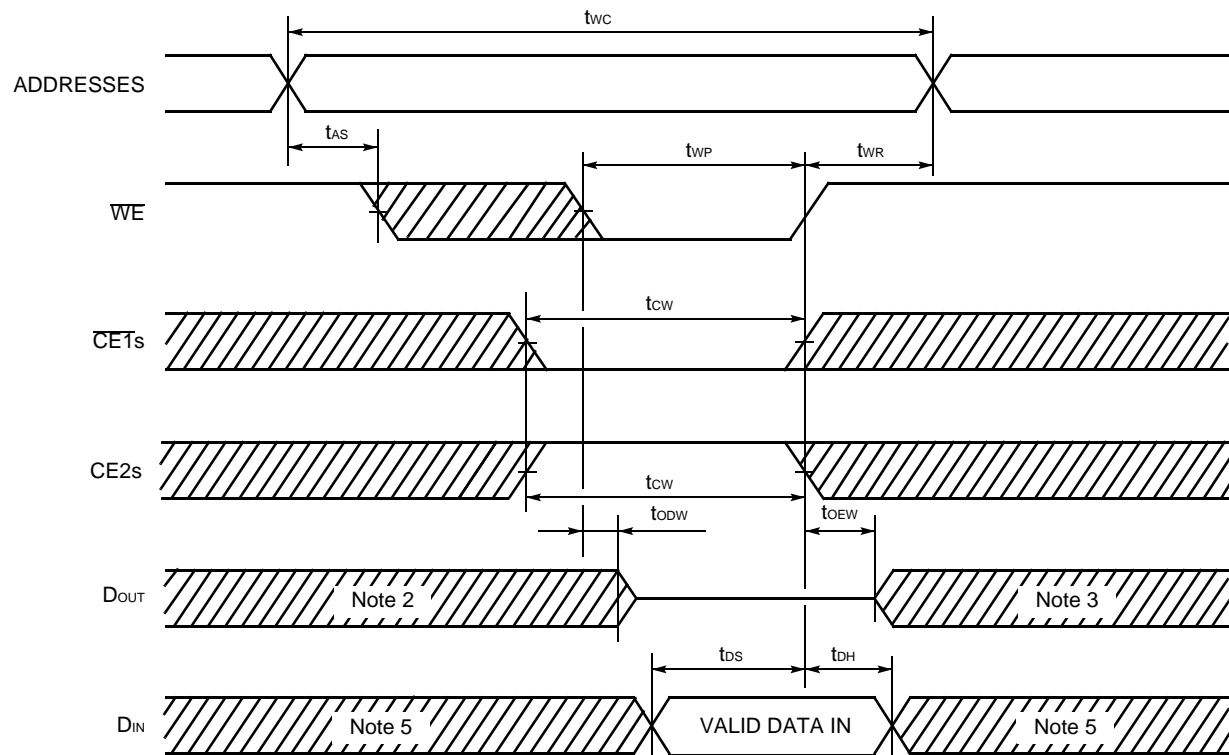 tWC
ADDRESSES
tAS
tWP
tWR
WE
tCW
CE1s
CE2s
tCW
tODW
tOEW
DOUT
Note 2
Note 3
tDS
tDH
DIN
Note 5
VALID DATA IN
Note 5